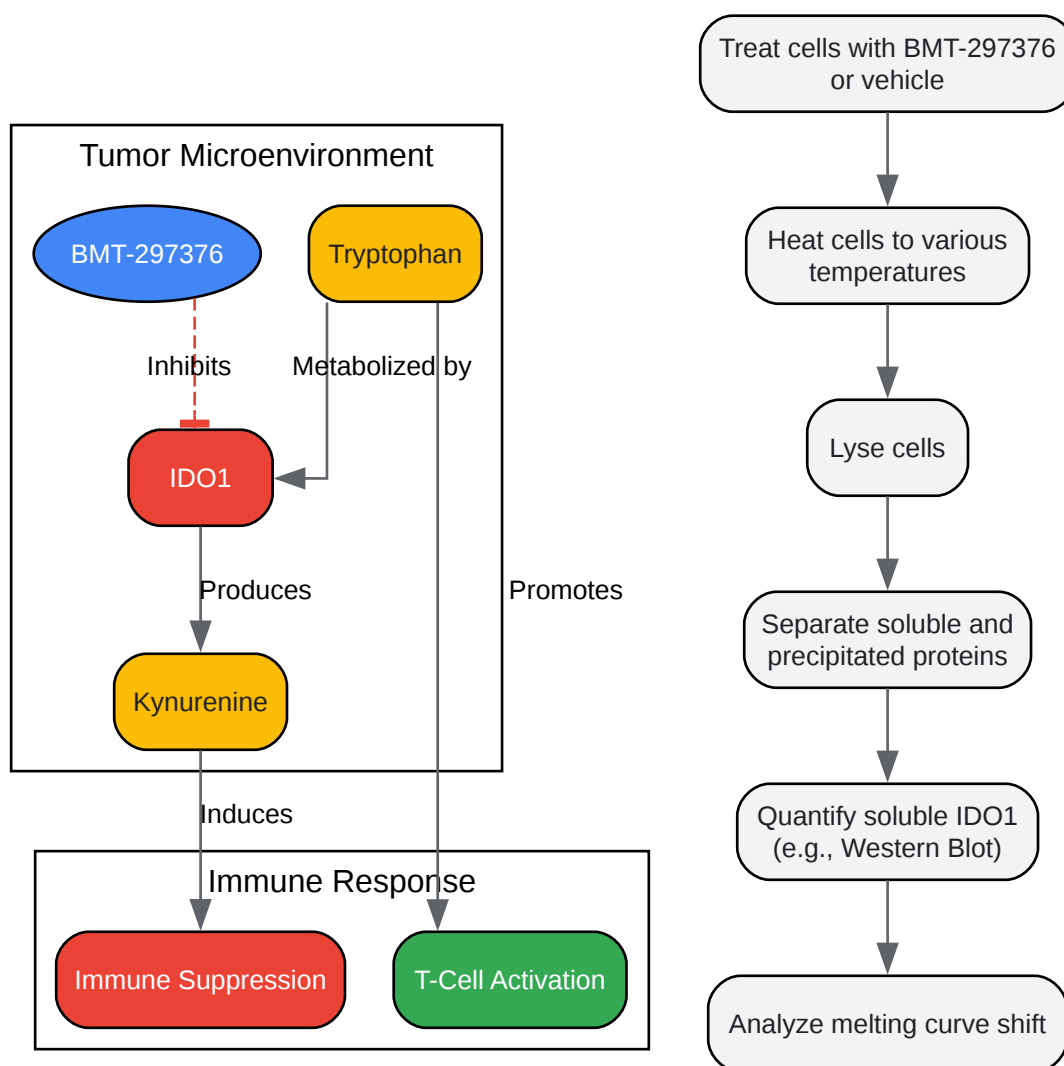 Tumor Microenvironment
BMT-297376
Tryptophan
Inhibits
Metabolized by
IDO1
Produces
Promotes
Kynurenine
Induces
Immune Response
Immune Suppression
T-Cell Activation
Treat cells with BMT-297376
or vehicle
Heat cells to various
temperatures
Lyse cells
Separate soluble and
precipitated proteins
Quantify soluble IDO1
(e.g., Western Blot)
Analyze melting curve shift